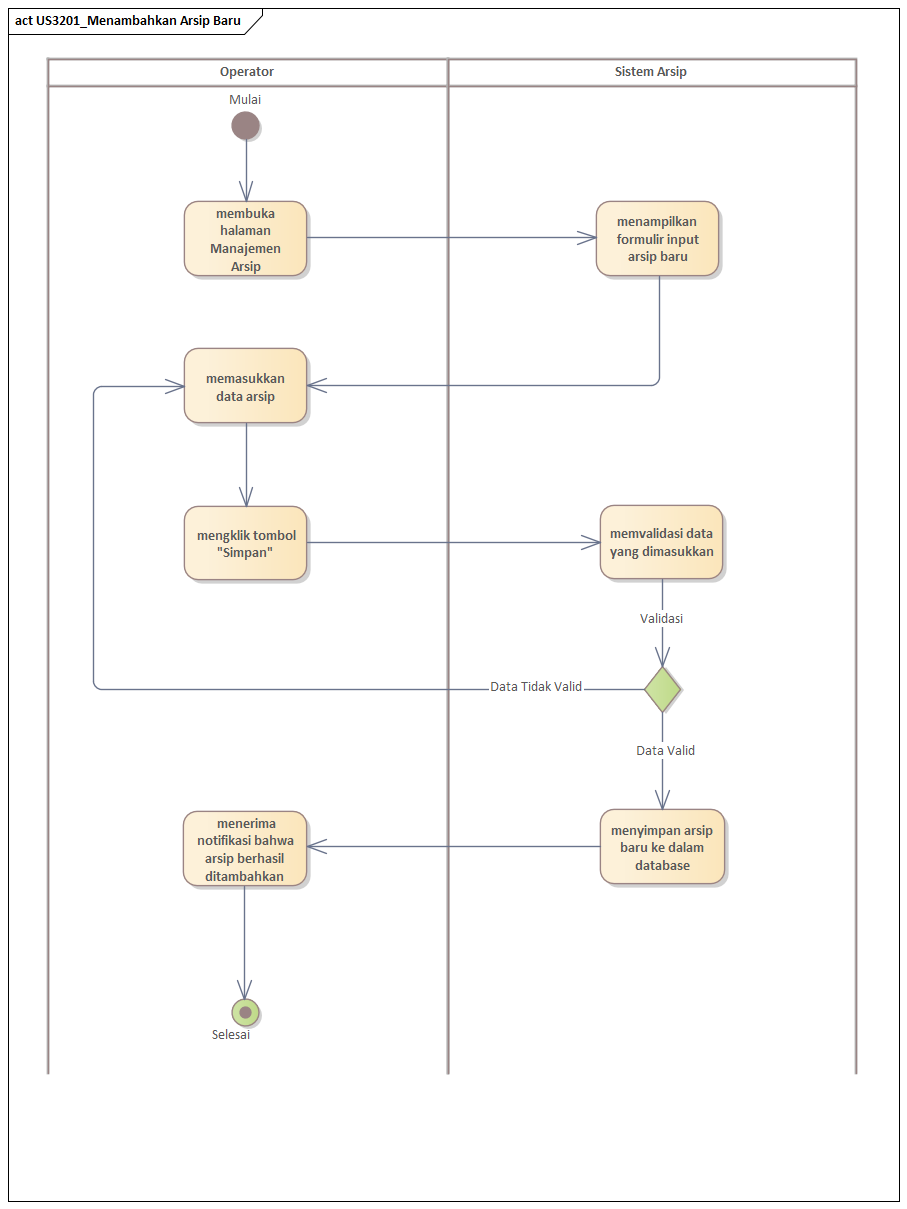 act US3201_Menambahkan Arsip Baru
Operator
Sistem Arsip
Mulai
membuka
halaman
Manajemen
Arsip
menampilkan
formulir input
arsip baru
memasukkan
data arsip
mengklik tombol
"Simpan"
memvalidasi data
yang dimasukkan
Validasi
Data Tidak Valid
Data Valid
menerima
notifikasi bahwa
arsip berhasil
ditambahkan
menyimpan arsip
baru ke dalam
database
Selesai